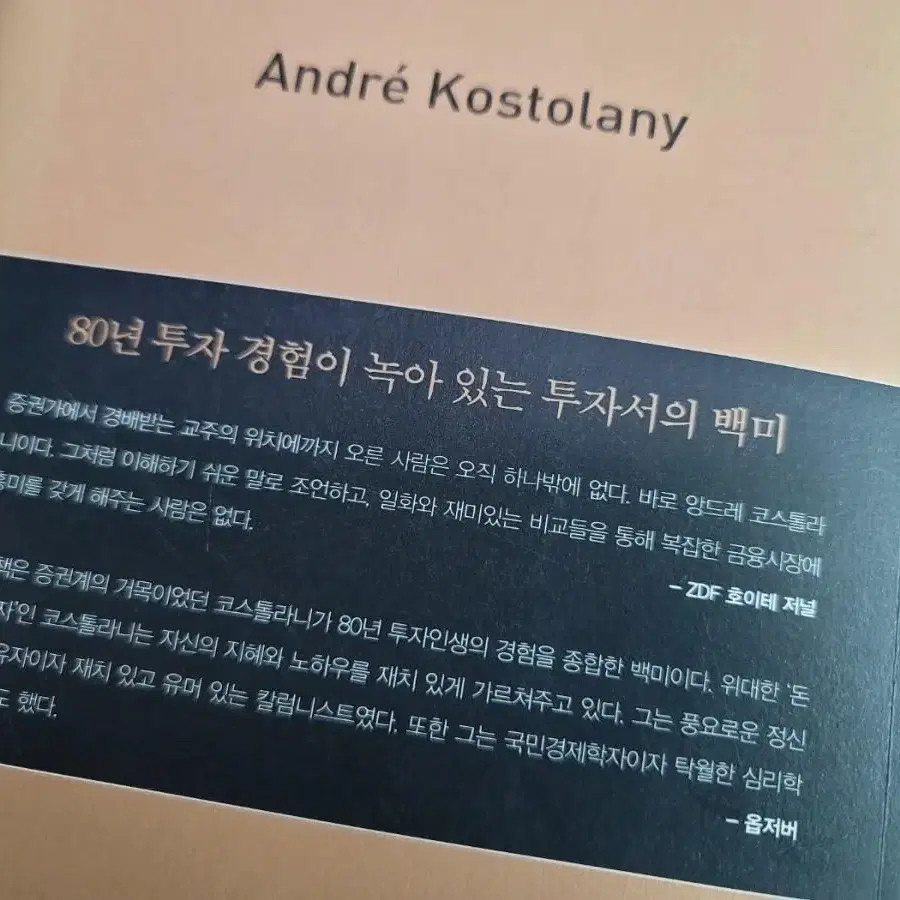 André Kostolany
80년 투자 경험이 녹아 있는 투자서의 백미
증권가에서 경배받는 교주의 위치에까지 오른 사람은 오직 하나밖에 없다. 바로 앙드레 코스톨라
니이다. 그처럼 이해하기 쉬운 말로 조언하고, 일화와 재미있는 비교들을 통해 복잡한 금융시장에
흥미를 갖게 해주는 사람은 없다.
– ZDF 호이테 저널
책은 증권계의 거목이었던 코스톨라니가 80년 투자인생의 경험을 종합한 백미이다. 위대한 '돈
자'인 코스톨라니는 자신의 지혜와 노하우를 재치 있게 가르쳐주고 있다. 그는 풍요로운 정신
유자이자 재치 있고 유머 있는 칼럼니스트였다. 또한 그는 국민경제학자이자 탁월한 심리학
도 했다.
– 옵저버